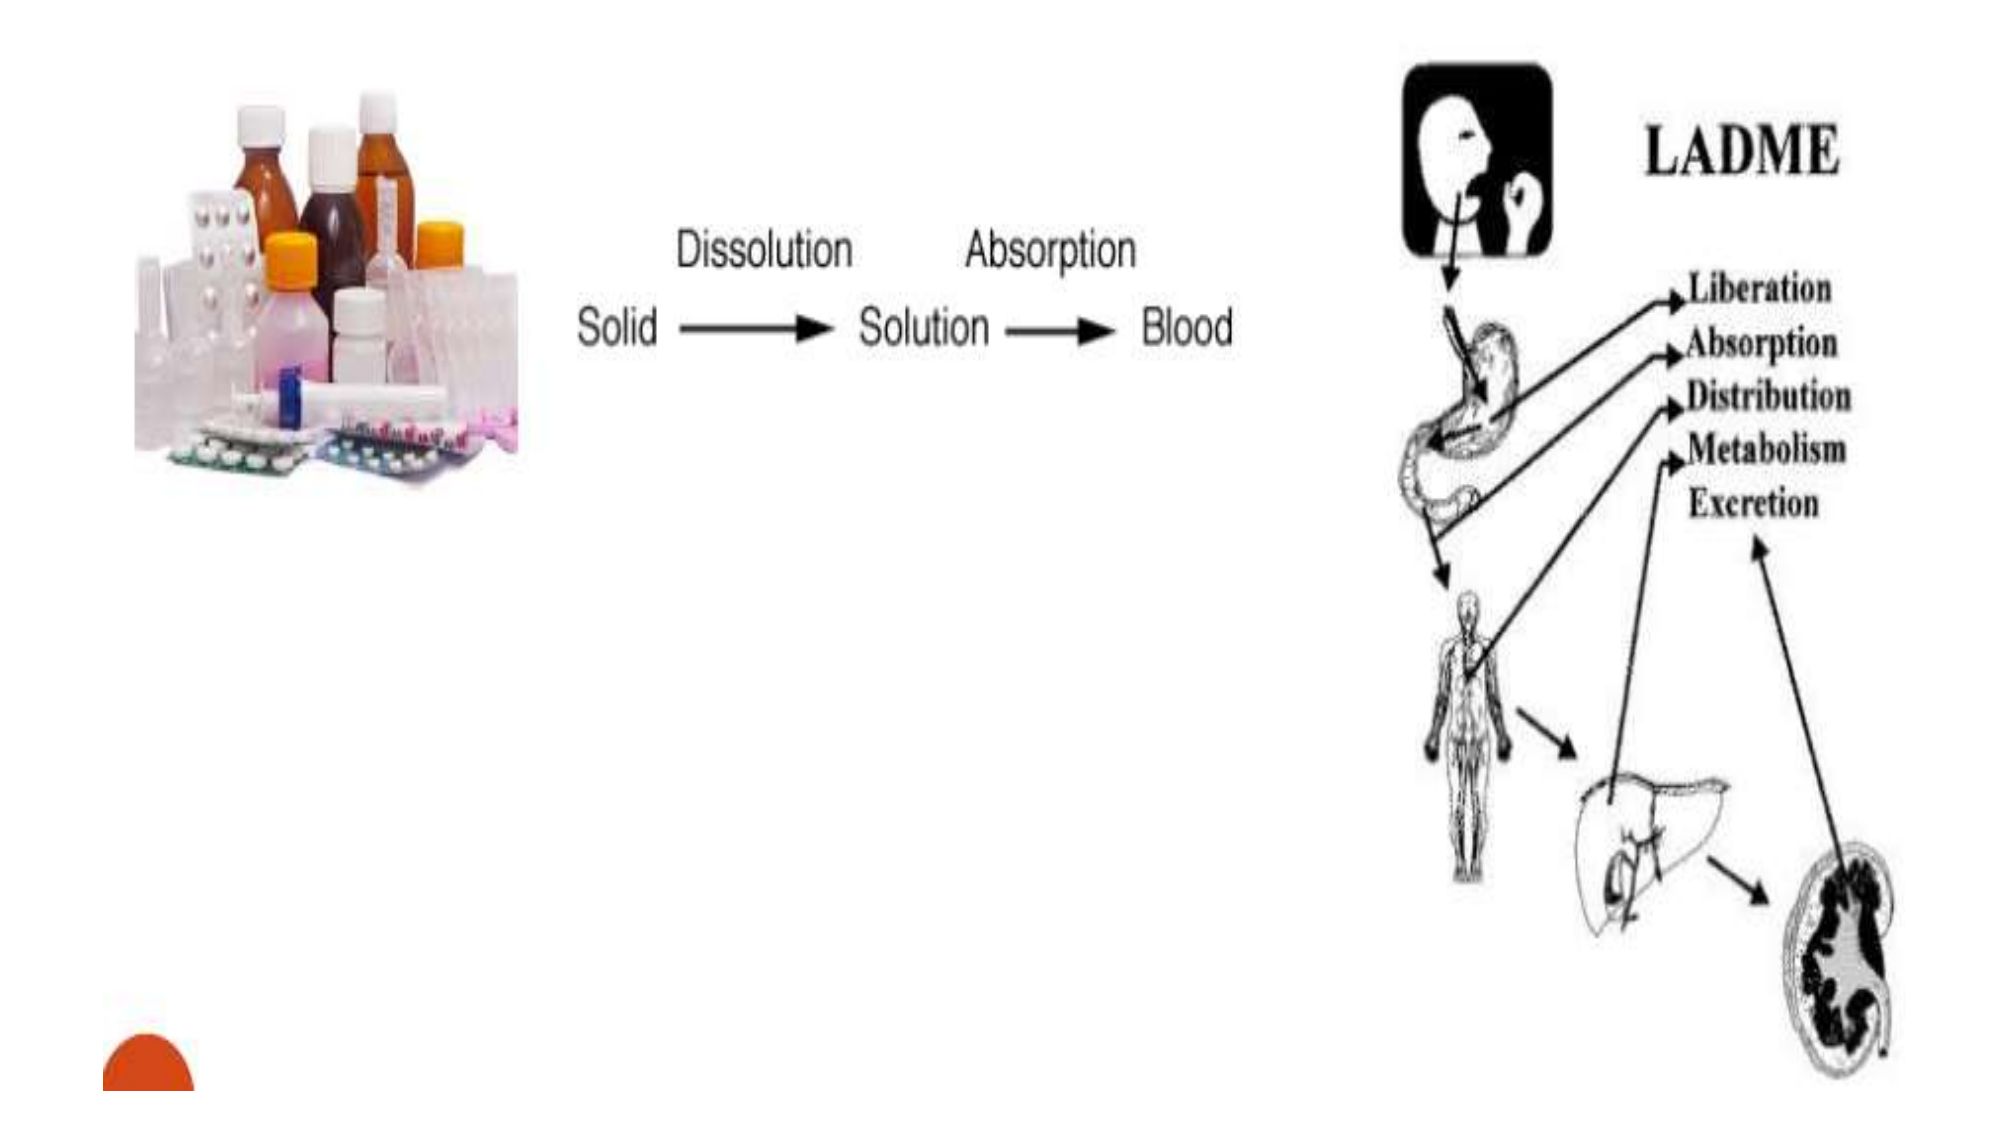 Dissolution Absorption
Solid Solution Blood
LADME
Liberation
Absorption
Distribution
Metabolism
Excretion